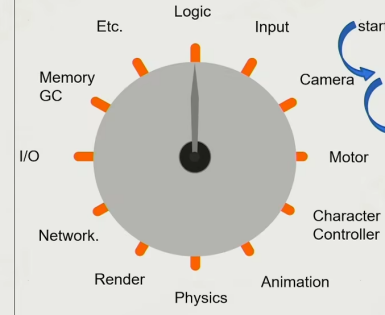 Logic
Etc.
Input
start
Memory
GC
Camera
I/O
Motor
Character
Controller
Network.
Render
Animation
Physics